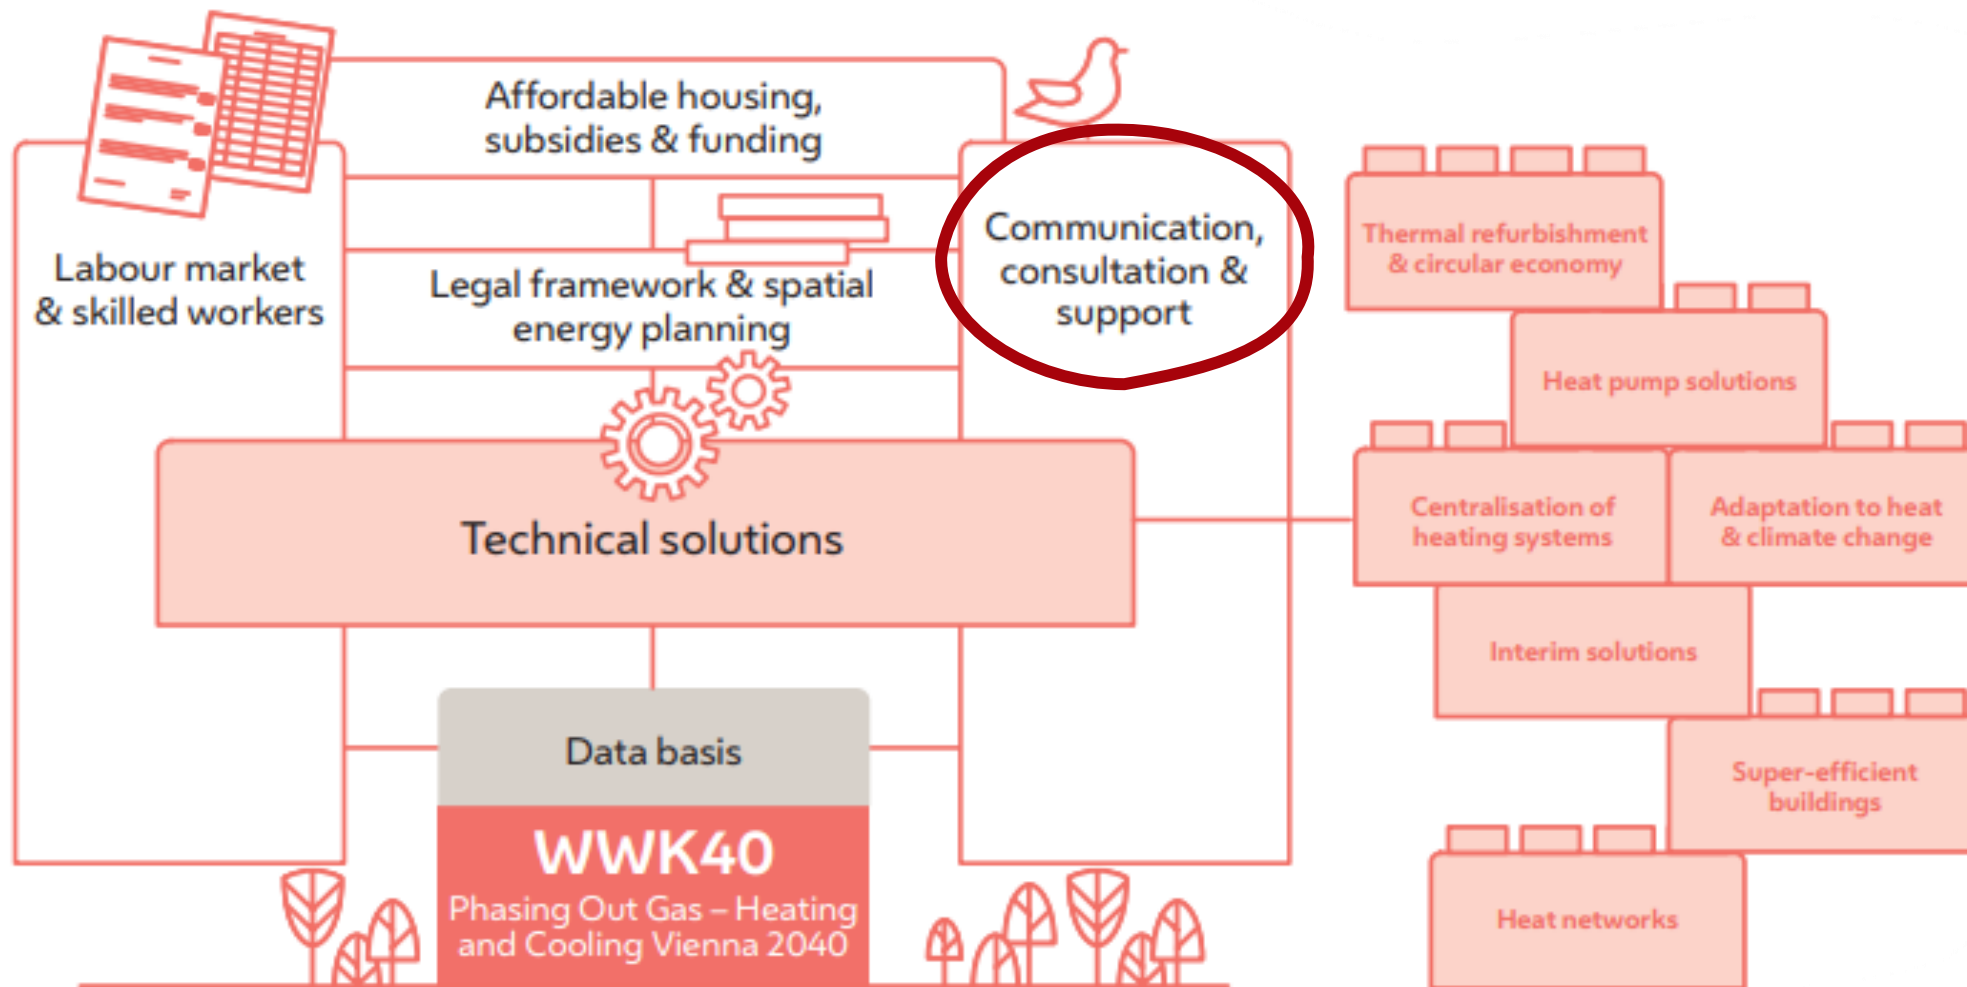 Affordable housing,
subsidies & funding
Labour market
& skilled workers
Legal framework & spatial
energy planning
Communication,
consultation &
support
Technical solutions
Data basis
WWK40
Phasing Out Gas – Heating
and Cooling Vienna 2040
Thermal refurbishment
& circular economy
Heat pump solutions
Centralisation of
heating systems
Adaptation to heat
& climate change
Interim solutions
Super-efficient
buildings
Heat networks